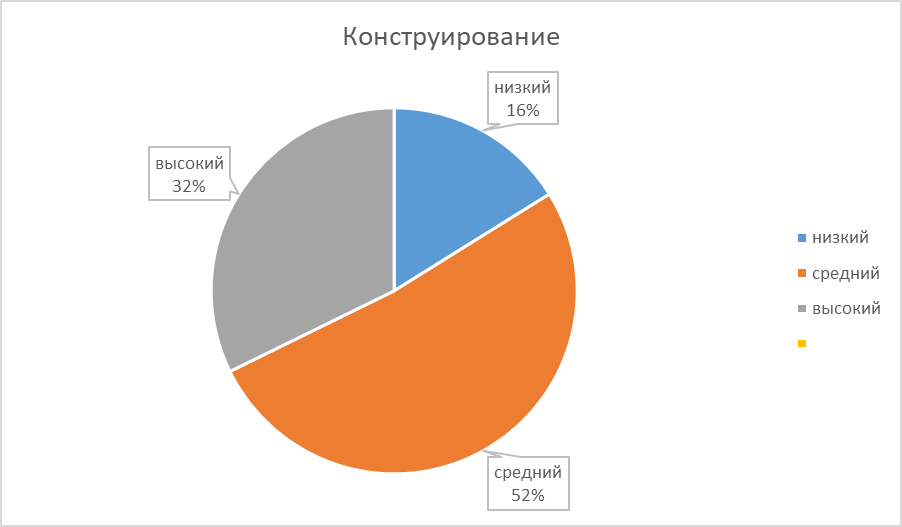 Конструирование
низкий
16%
высокий
32%
средний
52%
низкий
средний
высокий